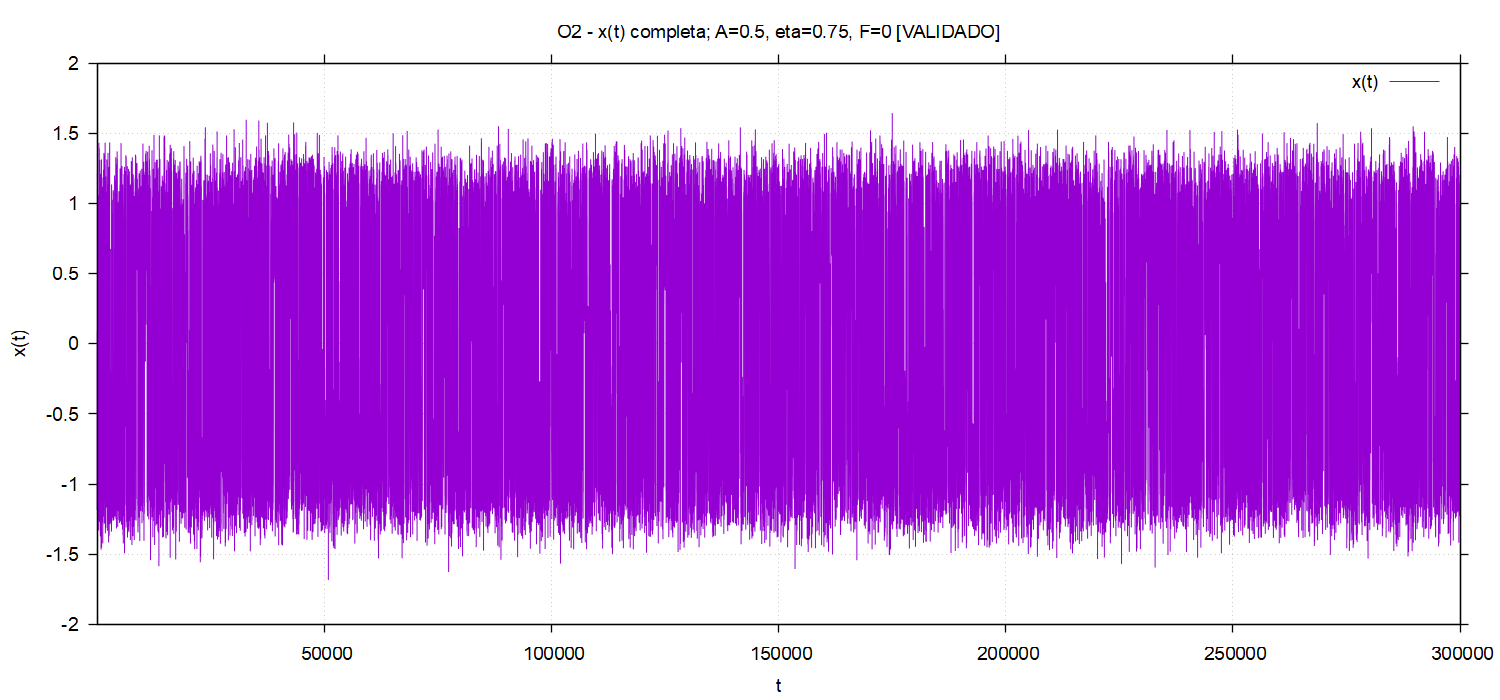 O2 - x(t) completa; A=0.5, eta=0.75, F=0 [VALIDADO]
x(t)
2
1.5
1
0.5
0
-0.5
-1
-1.5
-2
x(t)
50000 100000 150000 200000 250000 300000
t